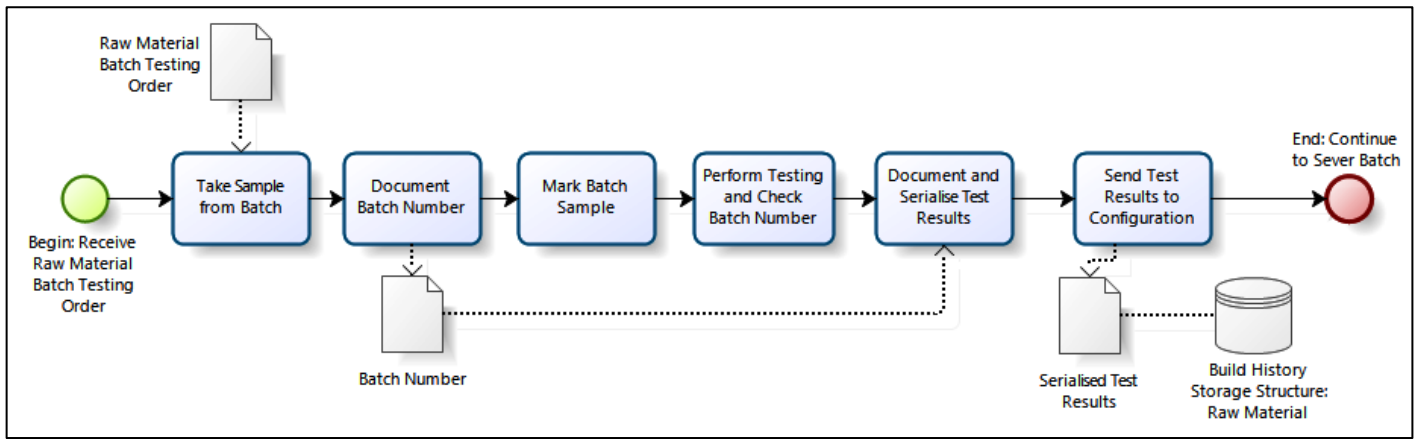 Raw Material
Batch Testing
Order
Begin: Receive
Raw Material
Batch Testing
Order
Take Sample
from Batch
Document
Batch Number
Batch Number
Mark Batch
Sample
Perform Testing
and Check
Batch Number
Document and
Serialise Test
Results
Send Test
Results to
Configuration
Serialised Test
Results
Build History
Storage Structure:
Raw Material
End: Continue
to Sever Batch